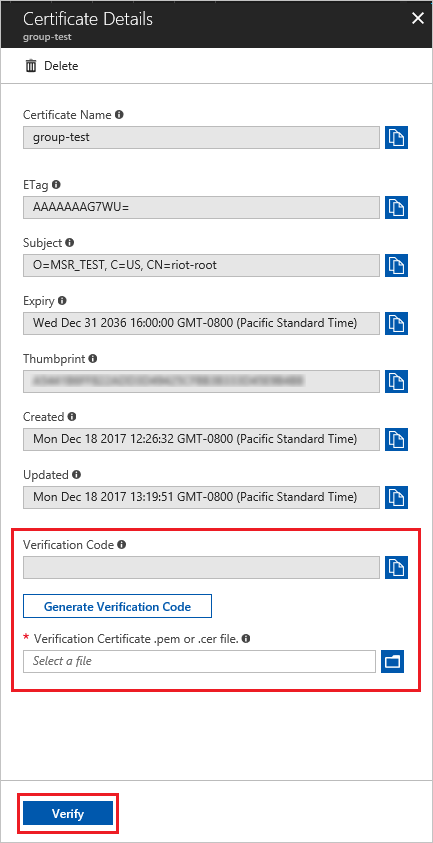 Certificate Details
group-test
Delete
Certificate Name
group-test
ETag
AAAAAAAG7WU=
Subject
O=MSR_TEST, C=US, CN=riot-root
Expiry
Wed Dec 31 2036 16:00:00 GMT-0800 (Pacific Standard Time)
Thumbprint
Created
Mon Dec 18 2017 12:26:32 GMT-0800 (Pacific Standard Time)
Updated
Mon Dec 18 2017 13:19:51 GMT-0800 (Pacific Standard Time)
Verification Code
Generate Verification Code
* Verification Certificate .pem or .cer file.
Select a file
Verify